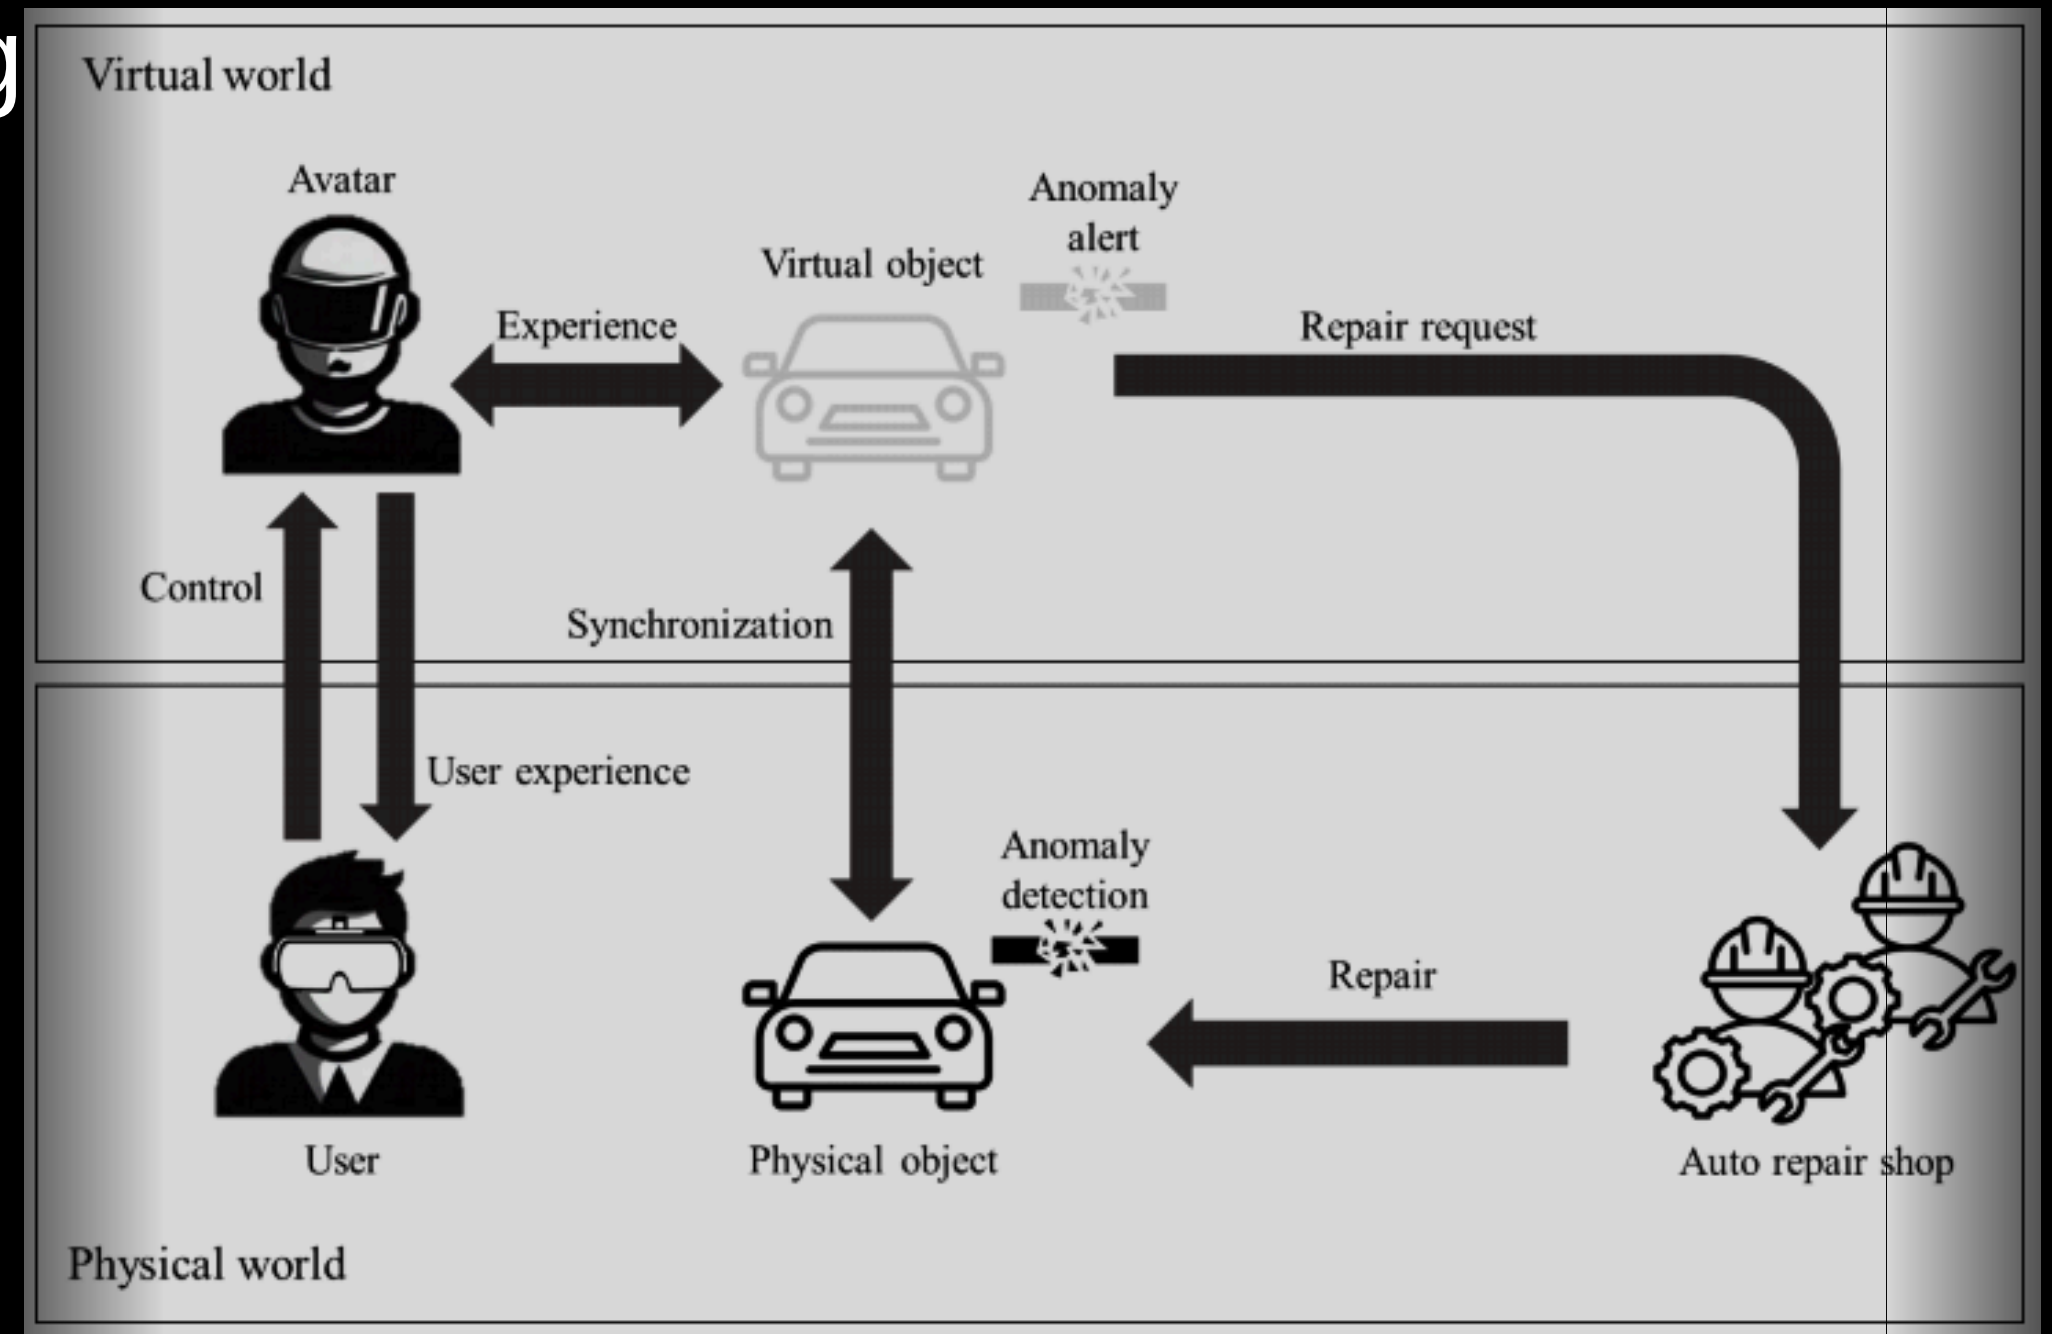 g
Virtual world
Avatar
Anomaly
alert
Virtual object
Experience
Repair request
Control
Synchronization
User experience
Anomaly
detection
Repair
User
Physical object
Auto repair shop
Physical world